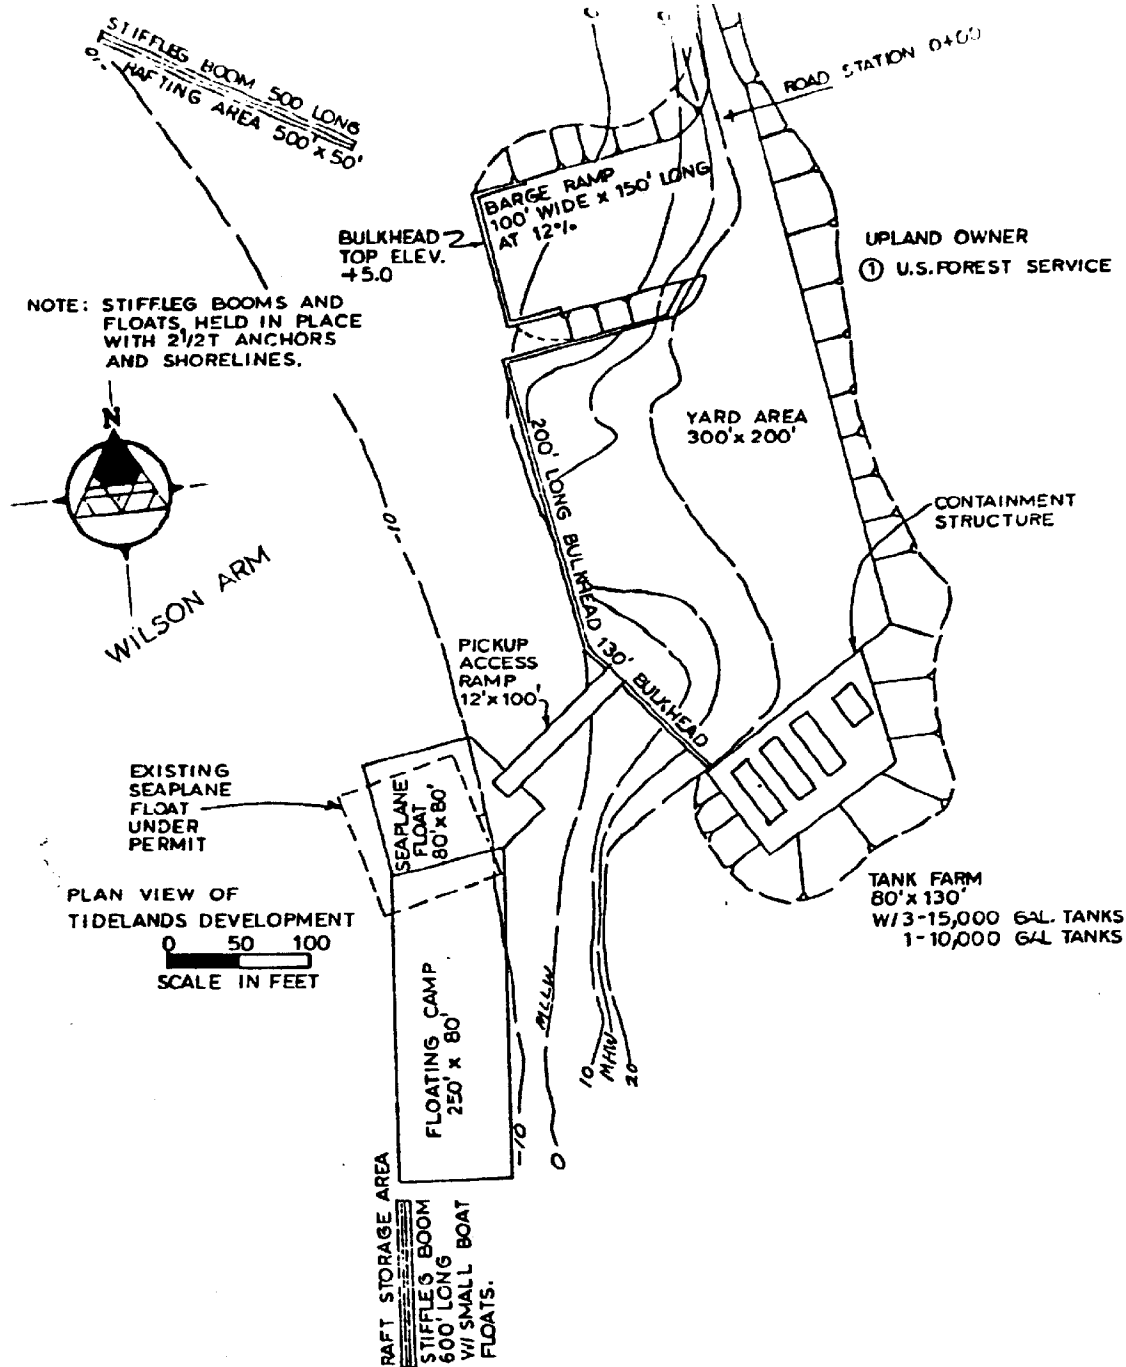 STIFFLEG BOOM 500 LONG
RAFTING AREA 500'x 50'
0
0
ROAD STATION 0+00
BARGE RAMP
100' WIDE x 150' LONG
AT 12%
BULKHEAD
TOP ELEV.
+5.0
UPLAND OWNER
① U.S. FOREST SERVICE
NOTE: STIFFLEG BOOMS AND
FLOATS, HELD IN PLACE
WITH 2 1/2T ANCHORS
AND SHORELINES.
N
YARD AREA
300'x 200'
200' LONG BULKHEAD
130' BULKHEAD
-10
CONTAINMENT
STRUCTURE
WILSON ARM
PICKUP
ACCESS
RAMP
12'x100'
EXISTING
SEAPLANE
FLOAT
UNDER
PERMIT
SEAPLANE
FLOAT
80'x 80'
PLAN VIEW OF
TIDELANDS DEVELOPMENT
0 50 100
SCALE IN FEET
TANK FARM
80'x 130'
W/3-15,000 GAL. TANKS
1-10,000 GAL TANKS
FLOATING CAMP
250' x 80'
MLLW
10
MHW
20
-10
0
RAFT STORAGE AREA
STIFFLEG BOOM
600' LONG
W/ SMALL BOAT
FLOATS.